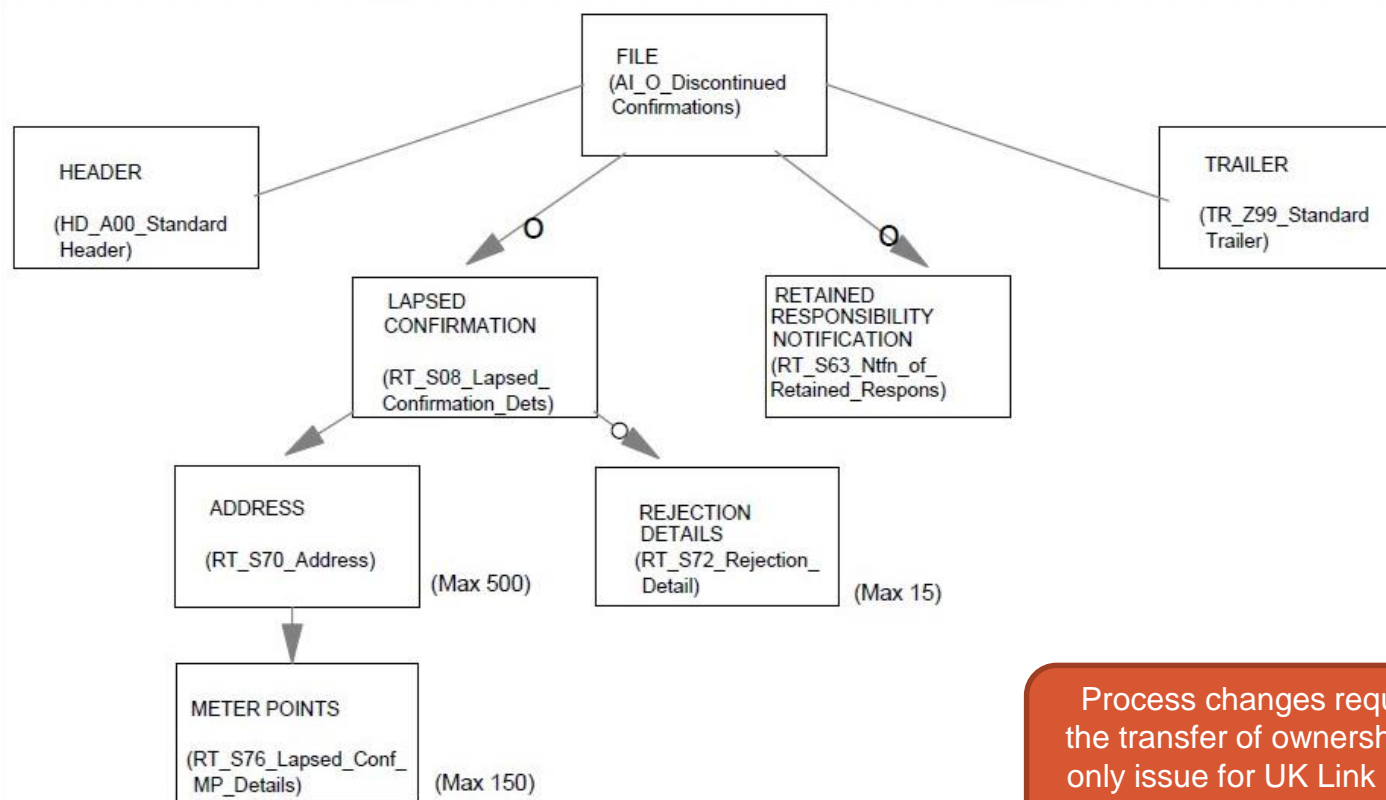 FILE
(AI_O_Discontinued
Confirmations)
HEADER
(HD_A00_Standard
Header)
TRAILER
(TR_Z99_Standard
Trailer)
O
O
LAPSED
CONFIRMATION
(RT_S08_Lapsed_
Confirmation_Dets)
RETAINED
RESPONSIBILITY
NOTIFICATION
(RT_S63_Ntfn_of_
Retained_Respons)
O
ADDRESS
(RT_S70_Address)
(Max 500)
REJECTION
DETAILS
(RT_S72_Rejection_
Detail)
(Max 15)
METER POINTS
(RT_S76_Lapsed_Conf_
MP_Details)
(Max 150)
Process changes
the transfer of
only issue for UK Link